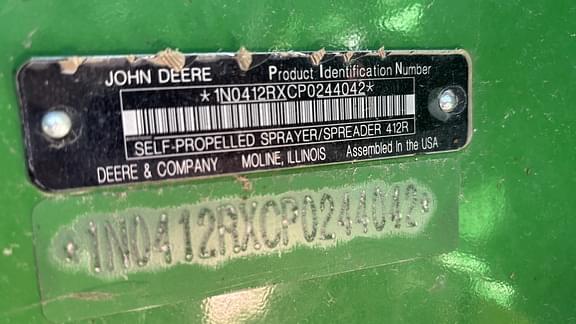 JOHN DEERE Product Identification Number
*1N0412RXCP0244042*
SELF-PROPELLED SPRAYER/SPREADER 412R
DEERE & COMPANY MOLINE, ILLINOIS Assembled in the USA
*1N0412RXCP0244042*